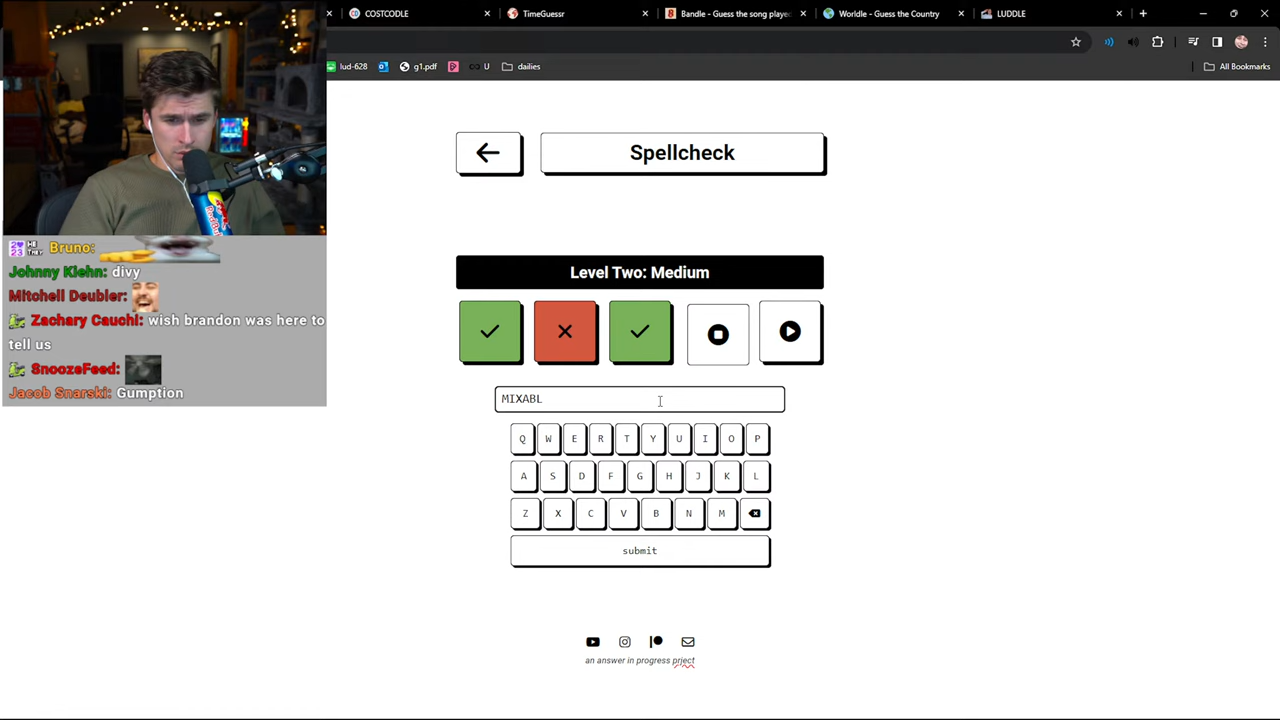 COSTCODLE
TimeGuessr
Bandle - Guess the song playe
Worldle - Guess the Country
LUDDLE
lud-628
g1.pdf
U
dailies
All Bookmarks
Spellcheck
Level Two: Medium
MIXABL
Q W E R T Y U I O P
A S D F G H J K L
Z X C V B N M
submit
an answer in progress prject
Bruno:
Johnny Kiehn: divy
Mitchell Deubler:
Zachary Cauchi: wish brandon was here to
tell us
SnoozeFeed:
Jacob Snarski: Gumption